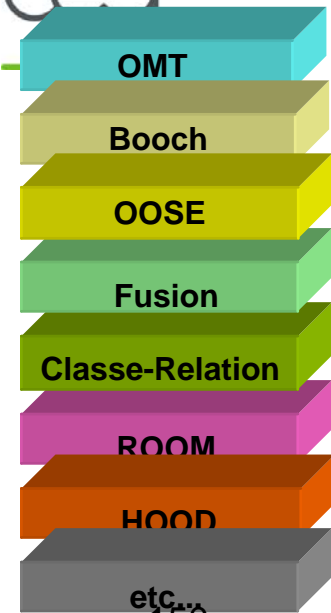 OMT
Booch
OOSE
Fusion
Classe-Relation
ROOM
HOOD
etc...